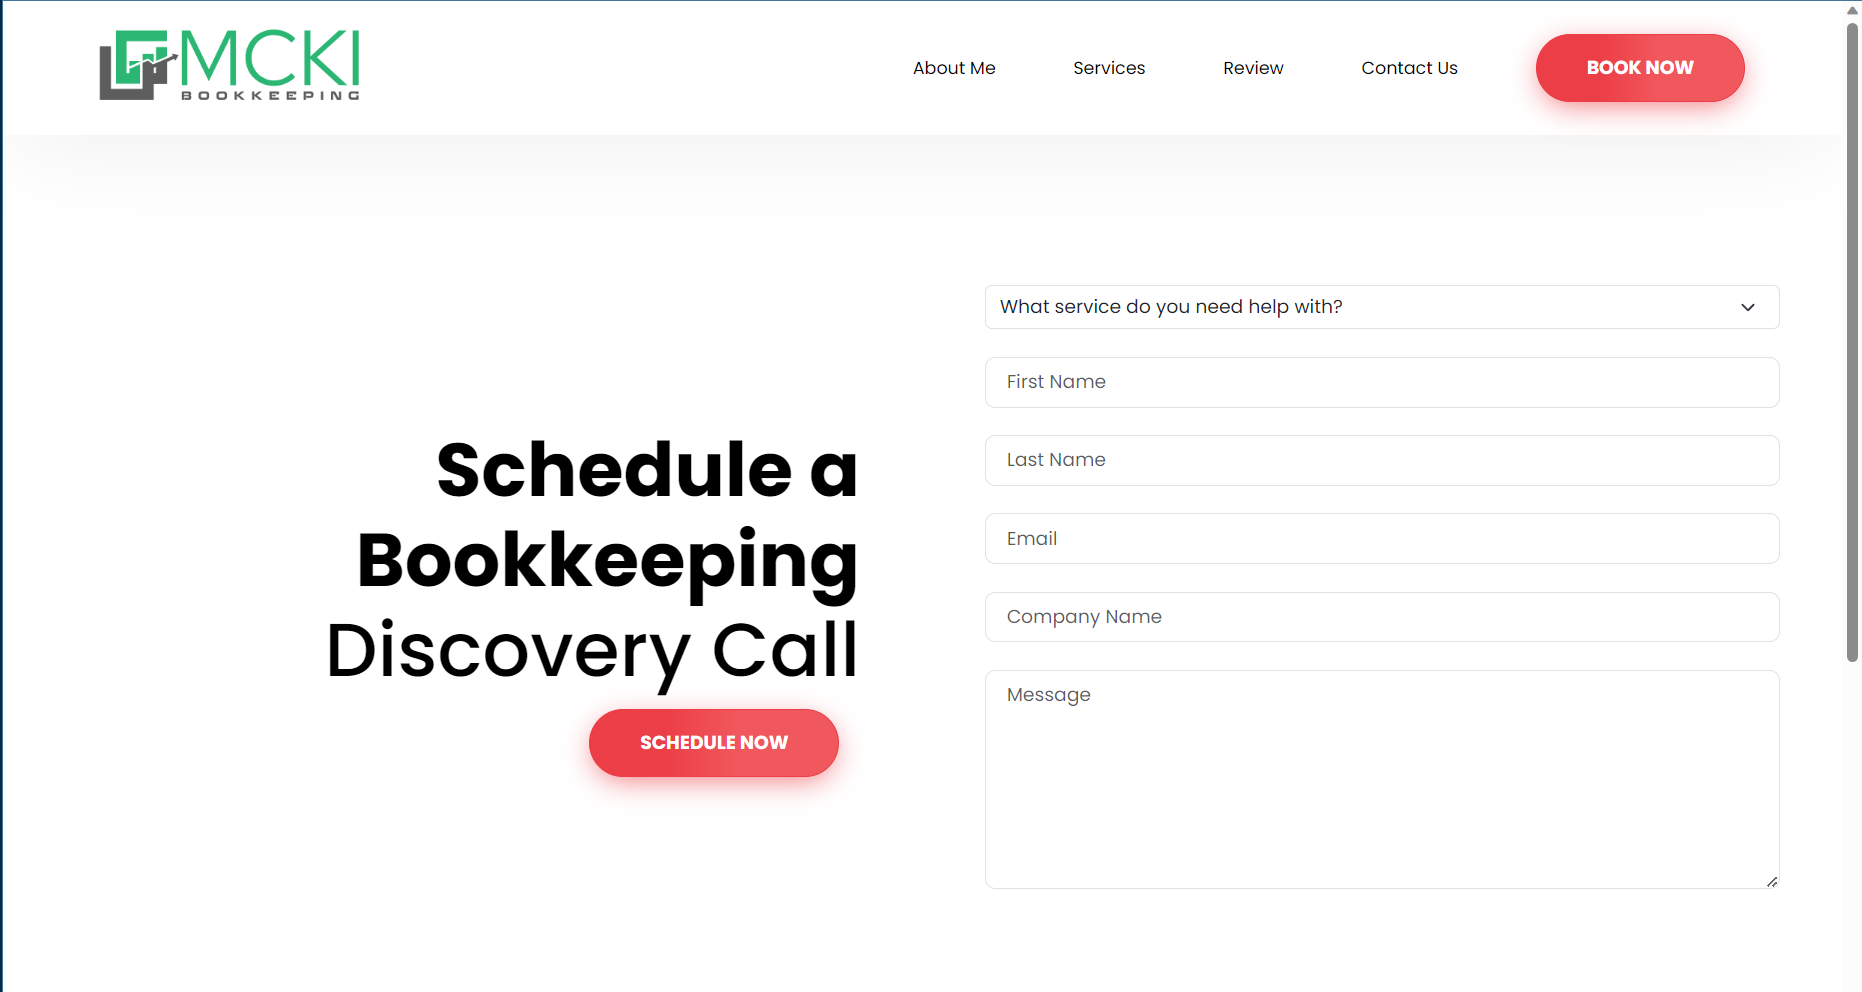 MCKI
BOOKKEEPING
About Me
Services
Review
Contact Us
BOOK NOW
Schedule a
Bookkeeping
Discovery Call
SCHEDULE NOW
What service do you need help with?
First Name
Last Name
Email
Company Name
Message